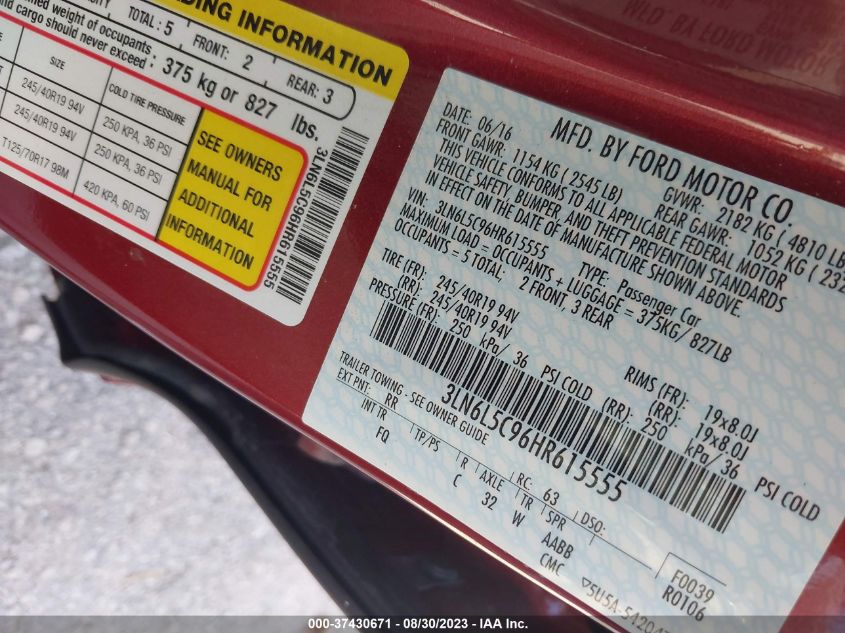 DING INFORMATION
TOTAL: 5 FRONT: 2 REAR: 3
weight of occupants
and cargo should never exceed: 375 kg or 827 lbs.
SIZE COLD TIRE PRESSURE
245/40R19 94V 250 KPA, 36 PSI
245/40R19 94V 250 KPA, 36 PSI
T125/70R17 98M 420 KPA, 60 PSI
SEE OWNERS
MANUAL FOR
ADDITIONAL
INFORMATION
3LN6L5C96HR615555
MFD. BY FORD MOTOR CO.
DATE: 06/16 GVWR: 2182 KG ( 4810 LB
FRONT GAWR: 1154 KG ( 2545 LB) REAR GAWR: 1052 KG ( 232
THIS VEHICLE CONFORMS TO ALL APPLICABLE FEDERAL MOTOR
VEHICLE SAFETY, BUMPER, AND THEFT PREVENTION STANDARDS
IN EFFECT ON THE DATE OF MANUFACTURE SHOWN ABOVE.
VIN: 3LN6L5C96HR615555 TYPE: Passenger Car
MAXIMUM LOAD = OCCUPANTS + LUGGAGE = 375KG/ 827LB
OCCUPANTS = 5 TOTAL: 2 FRONT, 3 REAR
TIRE (FR): 245/40R19 94V RIMS (FR): 19x8.0J
(RR): 245/40R19 94V (RR): 19x8.0J
PRESSURE (FR): 250 kPa/ 36 PSI COLD (RR): 250 kPa/36 PSI COLD
3LN6L5C96HR615555
TRAILER TOWING - SEE OWNER GUIDE
EXT PNT: RR RC: 63 DSO:
INT TR TP/PS R AXLE TR SPR
FQ C 32 W AABB
CMC
F0039
R0106
▽5U5A-54204
000-37430671 / 08/30/2023 / ©IAAI, INC.